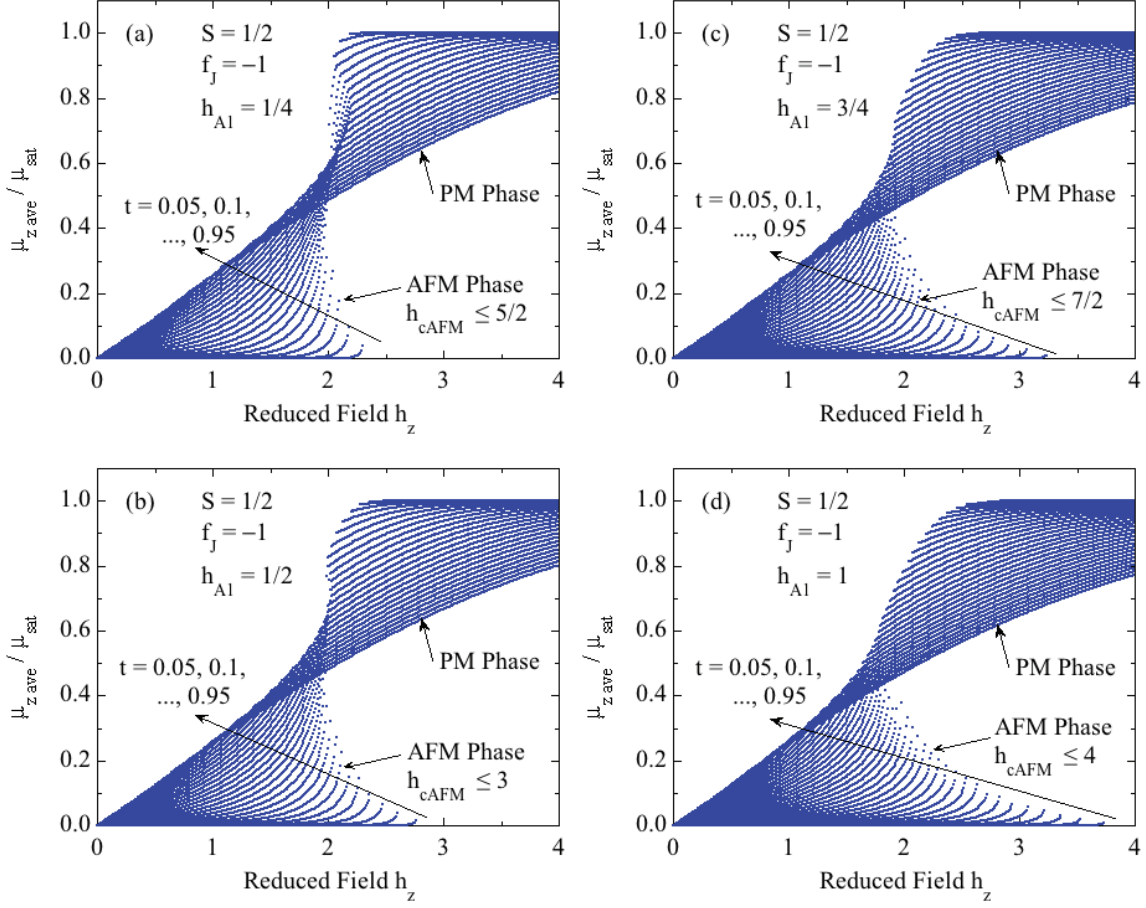 (a)
S = 1/2
f_J = −1
h_A1 = 1/4
μ_z ave / μ_sat
1.0
0.8
0.6
0.4
0.2
0.0
PM Phase
t = 0.05, 0.1,
..., 0.95
AFM Phase
h_cAFM ≤ 5/2
0 1 2 3 4
Reduced Field h_z
(c)
S = 1/2
f_J = −1
h_A1 = 3/4
μ_z ave / μ_sat
1.0
0.8
0.6
0.4
0.2
0.0
PM Phase
t = 0.05, 0.1,
..., 0.95
AFM Phase
h_cAFM ≤ 7/2
0 1 2 3 4
Reduced Field h_z
(b)
S = 1/2
f_J = −1
h_A1 = 1/2
μ_z ave / μ_sat
1.0
0.8
0.6
0.4
0.2
0.0
PM Phase
t = 0.05, 0.1,
..., 0.95
AFM Phase
h_cAFM ≤ 3
0 1 2 3 4
Reduced Field h_z
(d)
S = 1/2
f_J = −1
h_A1 = 1
μ_z ave / μ_sat
1.0
0.8
0.6
0.4
0.2
0.0
PM Phase
t = 0.05, 0.1,
..., 0.95
AFM Phase
h_cAFM ≤ 4
0 1 2 3 4
Reduced Field h_z